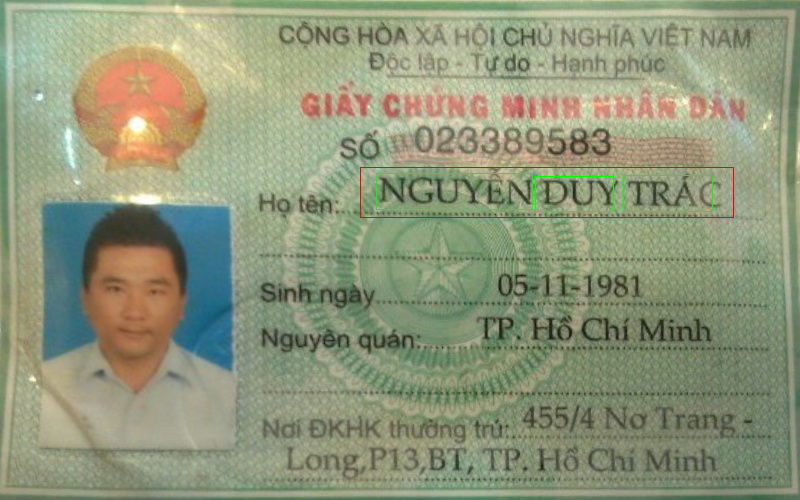 CỘNG HÒA XÃ HỘI CHỦ NGHĨA VIỆT NAM
Độc lập - Tự do - Hạnh phúc
GIẤY CHỨNG MINH NHÂN DÂN
SỐ 023389583
Họ tên: NGUYỄN DUY TRÁC
Sinh ngày 05-11-1981
Nguyên quán: TP. Hồ Chí Minh
Nơi ĐKHK thường trú: 455/4 Nơ Trang -
Long,P13,BT, TP. Hồ Chí Minh